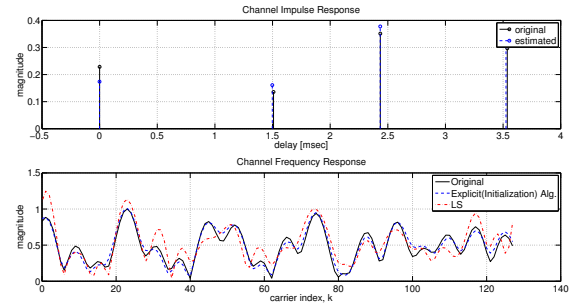 Channel Impulse Response
0.4
0.3
0.2
0.1
0
magnitude
original
estimated
-0.5 0 0.5 1 1.5 2 2.5 3 3.5 4
delay [msec]
Channel Frequency Response
1.5
1
0.5
0
magnitude
Original
Explicit(Initialization) Alg.
LS
0 20 40 60 80 100 120 140
carrier index, k